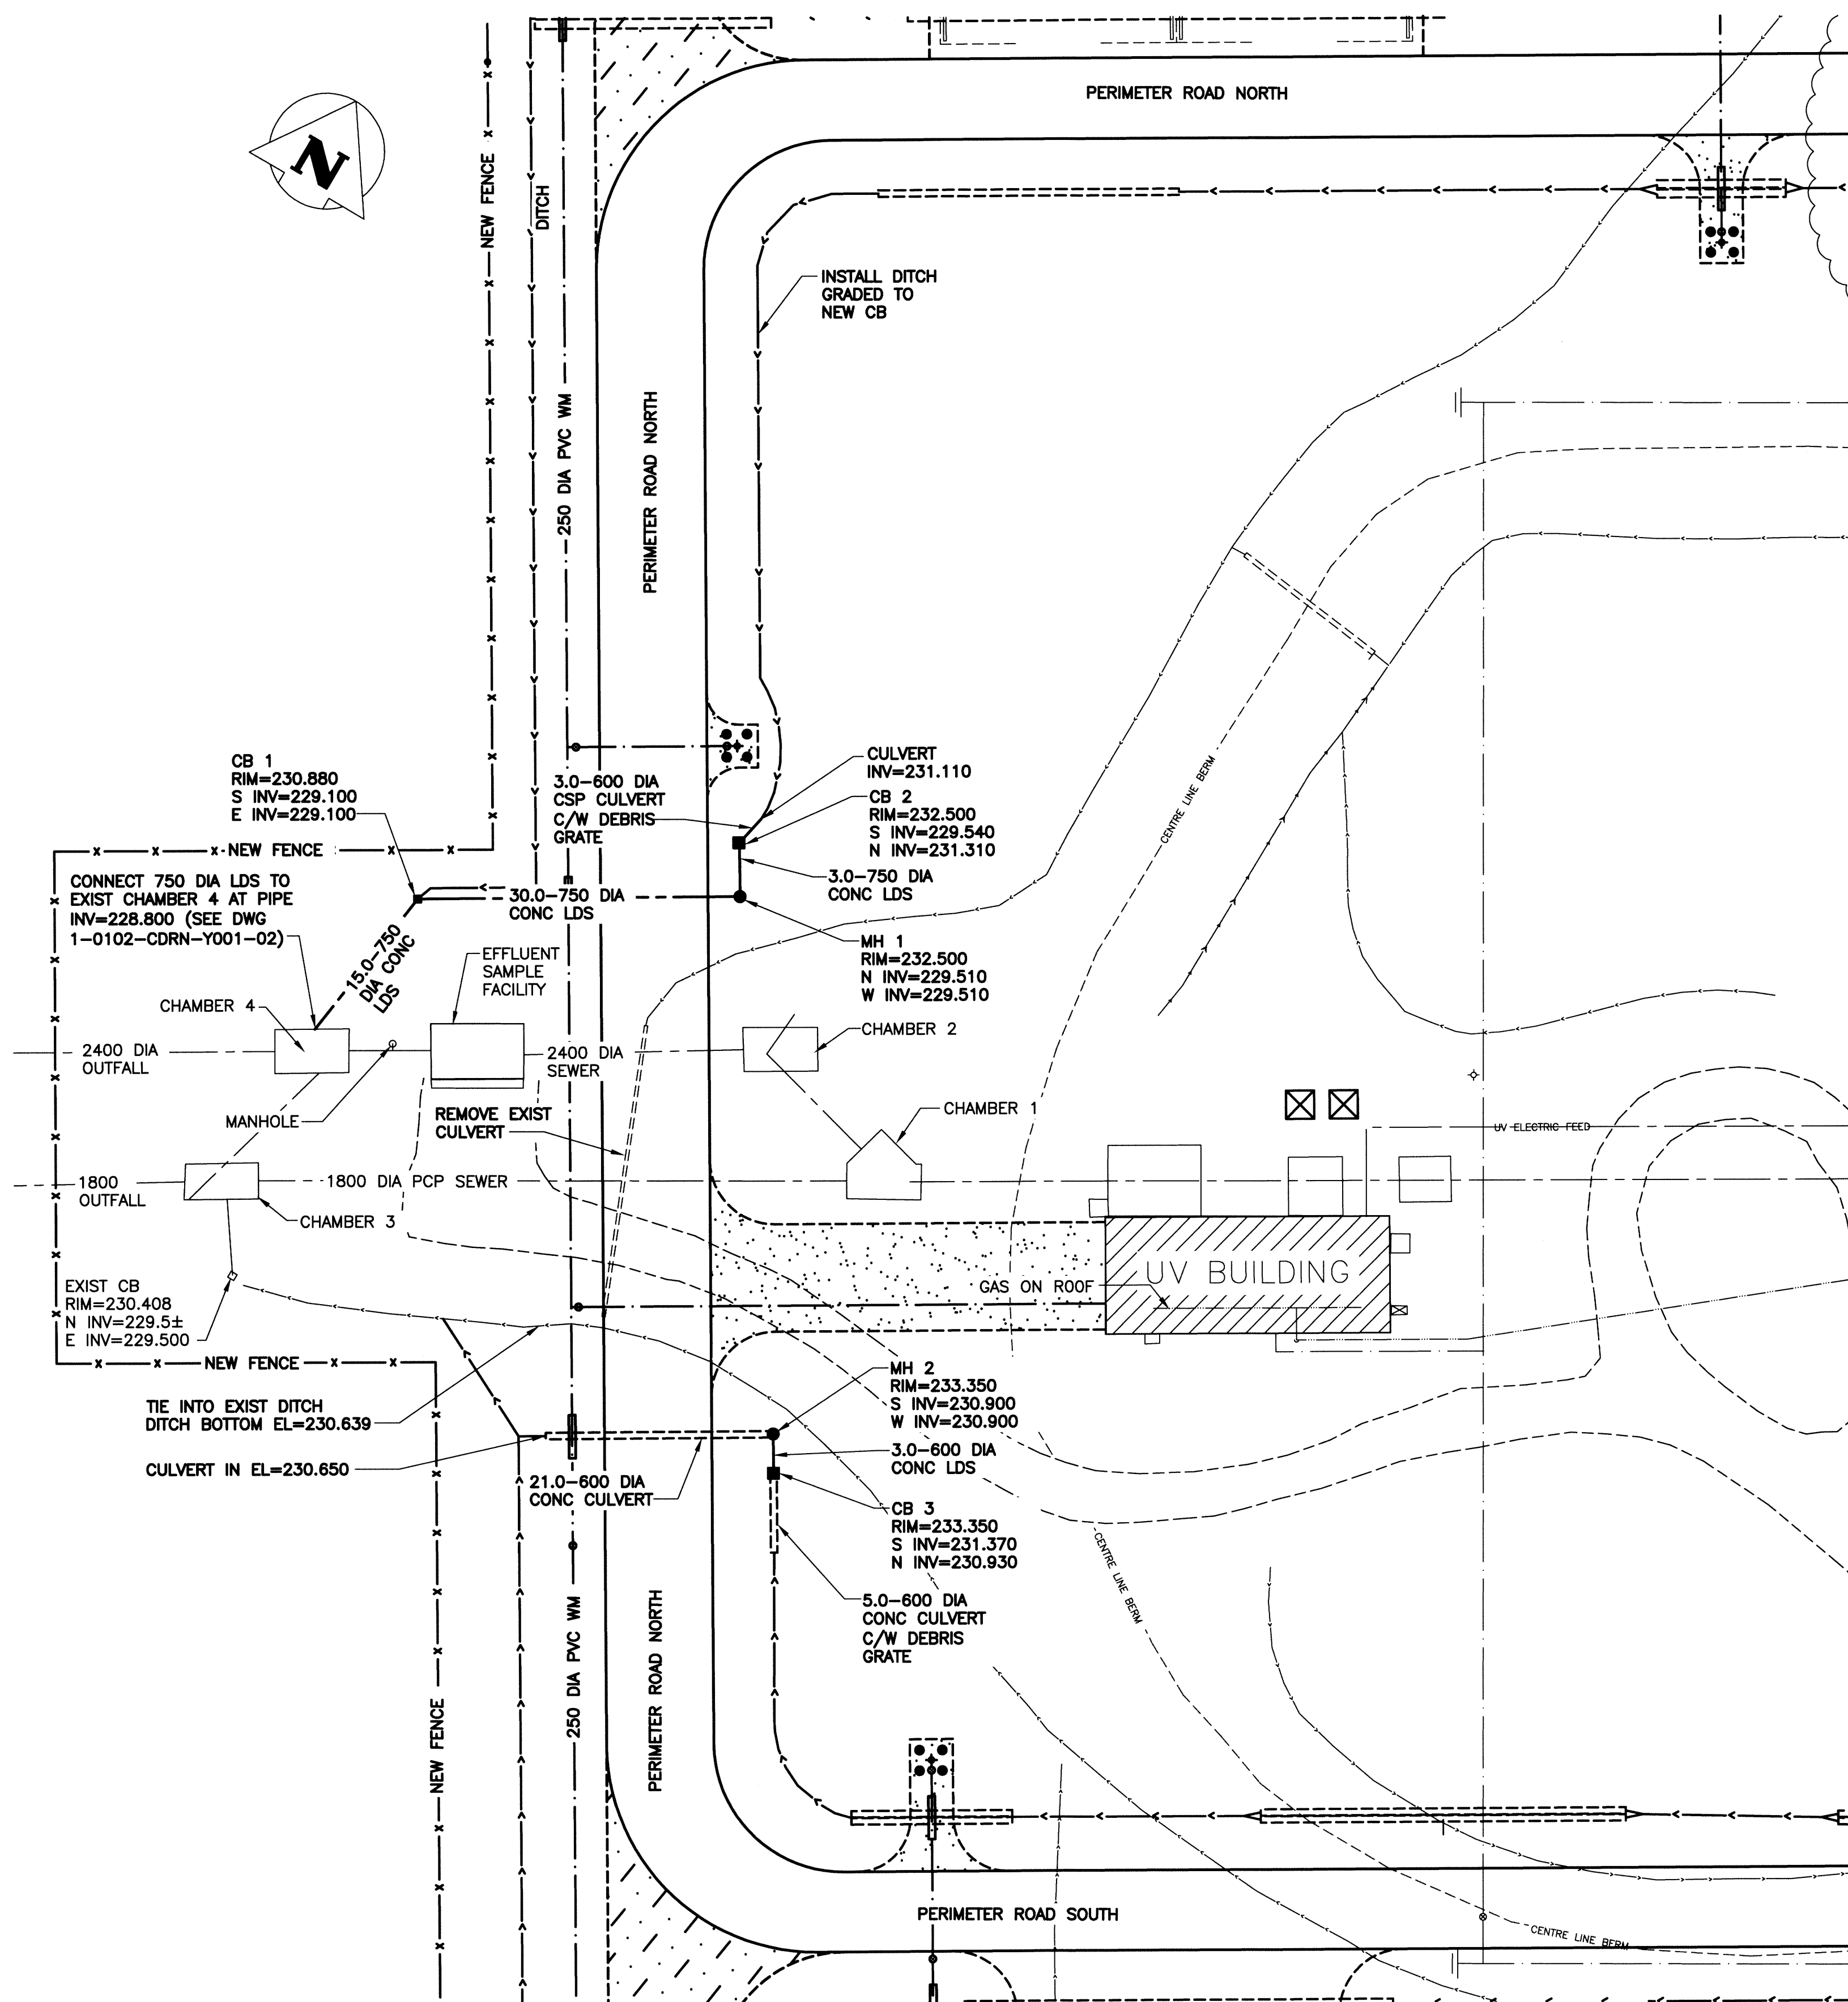 PERIMETER ROAD NORTH
N
NEW FENCE
DITCH
INSTALL DITCH
GRADED TO
NEW CB
250 DIA PVC WM
PERIMETER ROAD NORTH
CB 1
RIM=230.880
S INV=229.100
E INV=229.100
3.0-600 DIA
CSP CULVERT
C/W DEBRIS
GRATE
CULVERT
INV=231.110
CB 2
RIM=232.500
S INV=229.540
N INV=231.310
3.0-750 DIA
CONC LDS
CENTRE LINE BERM
NEW FENCE
CONNECT 750 DIA LDS TO
EXIST CHAMBER 4 AT PIPE
INV=228.800 (SEE DWG
1-0102-CDRN-Y001-02)
30.0-750 DIA
CONC LDS
15.0-750
DIA CONC
LDS
EFFLUENT
SAMPLE
FACILITY
MH 1
RIM=232.500
N INV=229.510
W INV=229.510
CHAMBER 4
CHAMBER 2
2400 DIA
OUTFALL
2400 DIA
SEWER
MANHOLE
REMOVE EXIST
CULVERT
CHAMBER 1
UV ELECTRIC FEED
1800
OUTFALL
1800 DIA PCP SEWER
CHAMBER 3
GAS ON ROOF
UV BUILDING
EXIST CB
RIM=230.408
N INV=229.5±
E INV=229.500
NEW FENCE
MH 2
RIM=233.350
S INV=230.900
W INV=230.900
TIE INTO EXIST DITCH
DITCH BOTTOM EL=230.639
3.0-600 DIA
CONC LDS
CULVERT IN EL=230.650
21.0-600 DIA
CONC CULVERT
CB 3
RIM=233.350
S INV=231.370
N INV=230.930
CENTRE LINE BERM
5.0-600 DIA
CONC CULVERT
C/W DEBRIS
GRATE
NEW FENCE
250 DIA PVC WM
PERIMETER ROAD NORTH
PERIMETER ROAD SOUTH
CENTRE LINE BERM